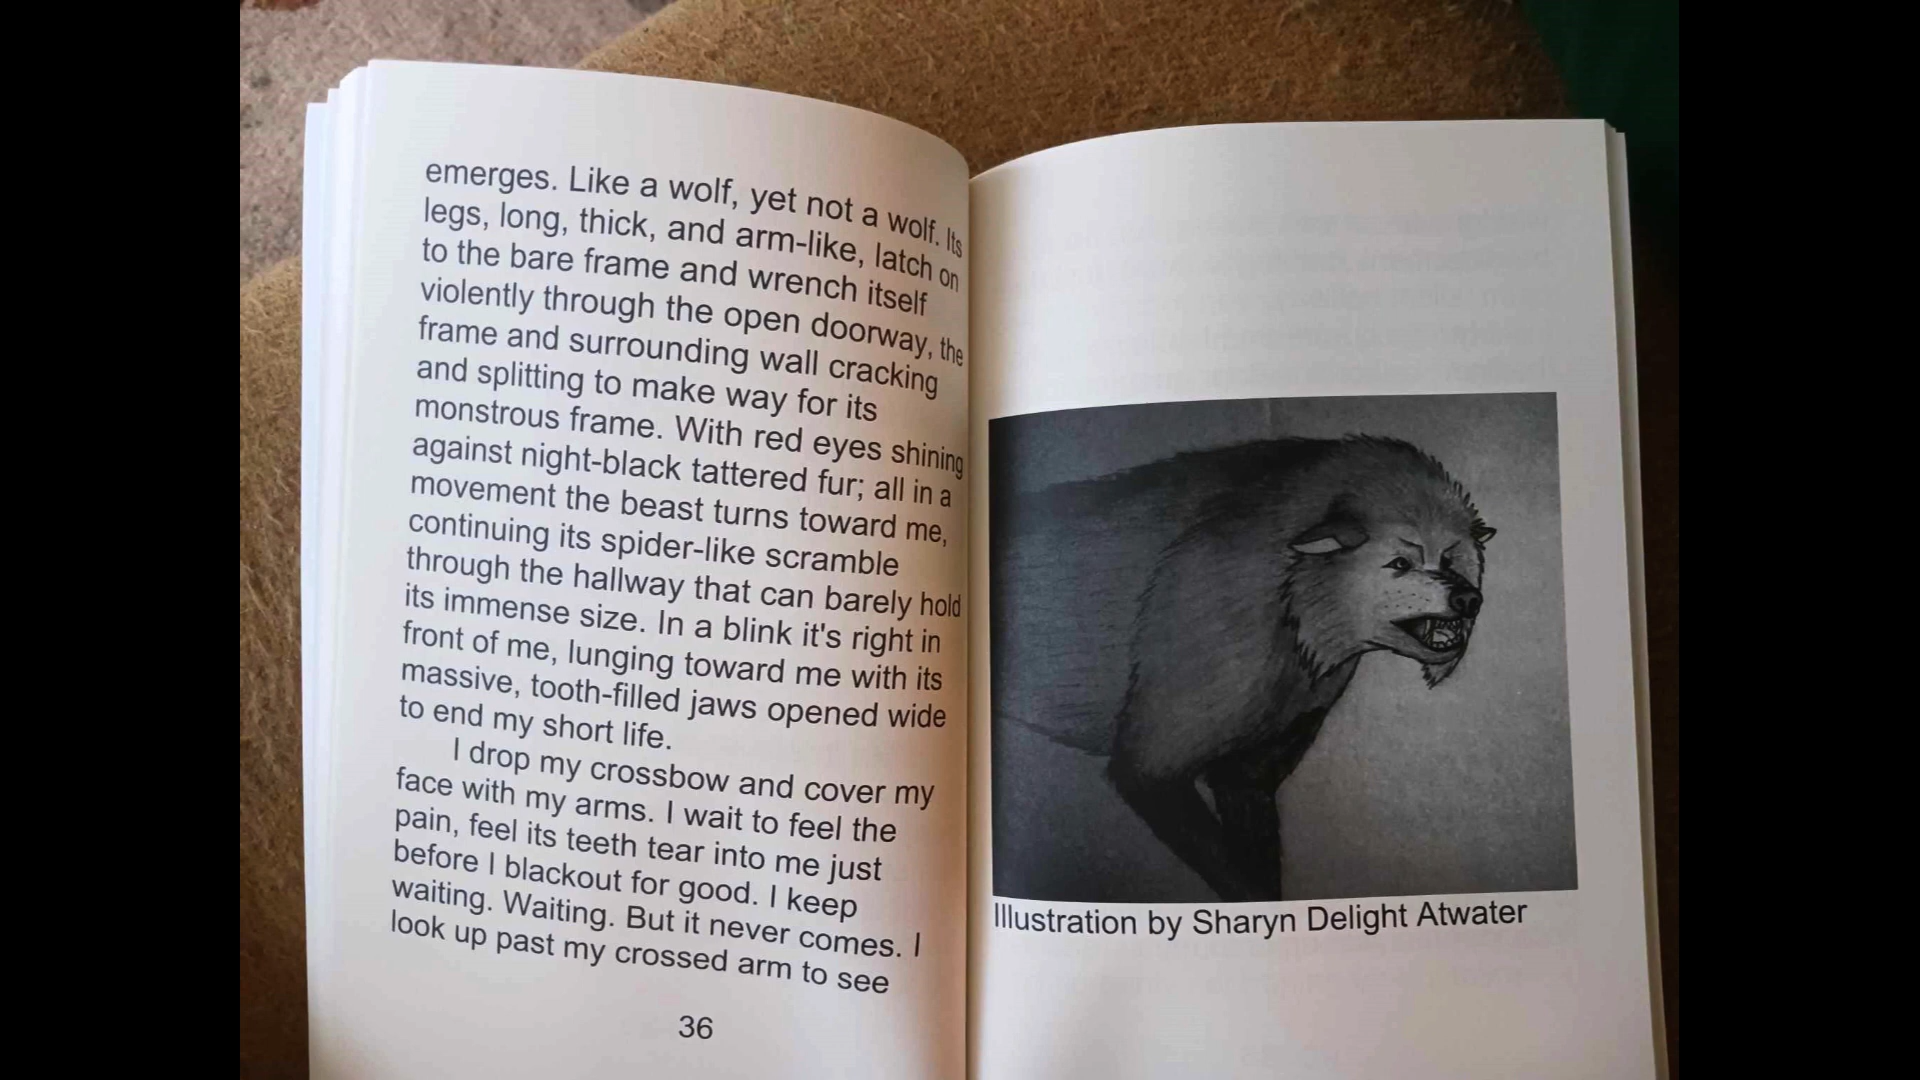 emerges. Like a wolf, yet not a wolf. Its
legs, long, thick, and arm-like, latch on
to the bare frame and wrench itself
violently through the open doorway, the
frame and surrounding wall cracking
and splitting to make way for its
monstrous frame. With red eyes shining
against night-black tattered fur; all in a
movement the beast turns toward me,
continuing its spider-like scramble
through the hallway that can barely hold
its immense size. In a blink it's right in
front of me, lunging toward me with its
massive, tooth-filled jaws opened wide
to end my short life.
I drop my crossbow and cover my
face with my arms. I wait to feel the
pain, feel its teeth tear into me just
before I blackout for good. I keep
waiting. Waiting. But it never comes. I
look up past my crossed arm to see
36
Illustration by Sharyn Delight Atwater